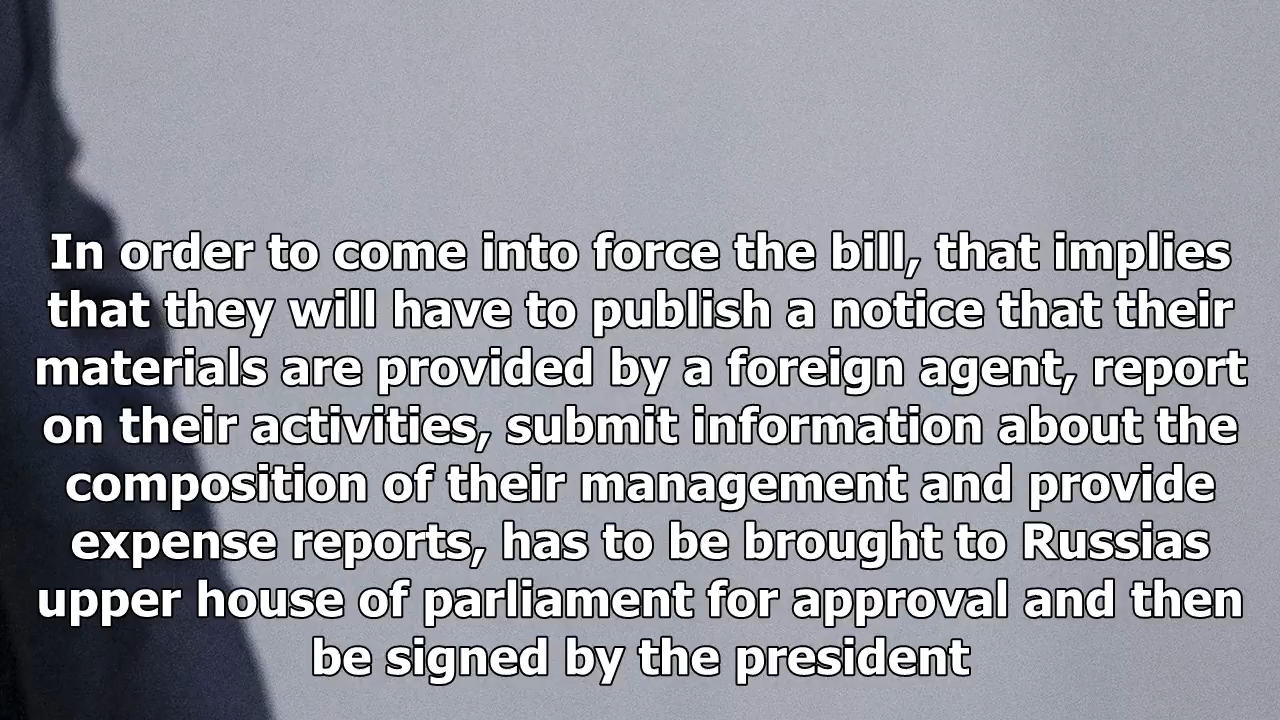 In order to come into force the bill, that implies
that they will have to publish a notice that their
materials are provided by a foreign agent, report
on their activities, submit information about the
composition of their management and provide
expense reports, has to be brought to Russias
upper house of parliament for approval and then
be signed by the president